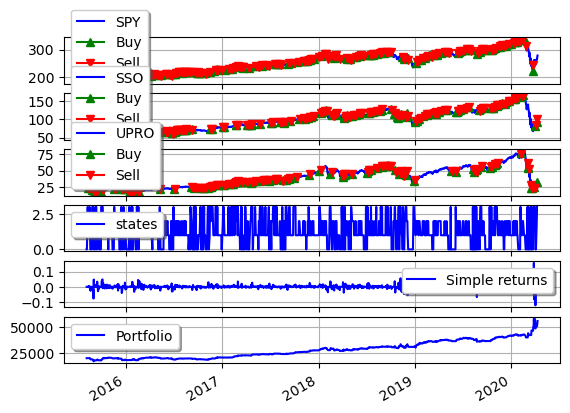 SPY
Buy
Sell
300
200
SSO
Buy
Sell
150
100
50
UPRO
Buy
Sell
75
50
25
states
2.5
0.0
Simple returns
0.1
0.0
−0.1
Portfolio
50000
25000
2016 2017 2018 2019 2020